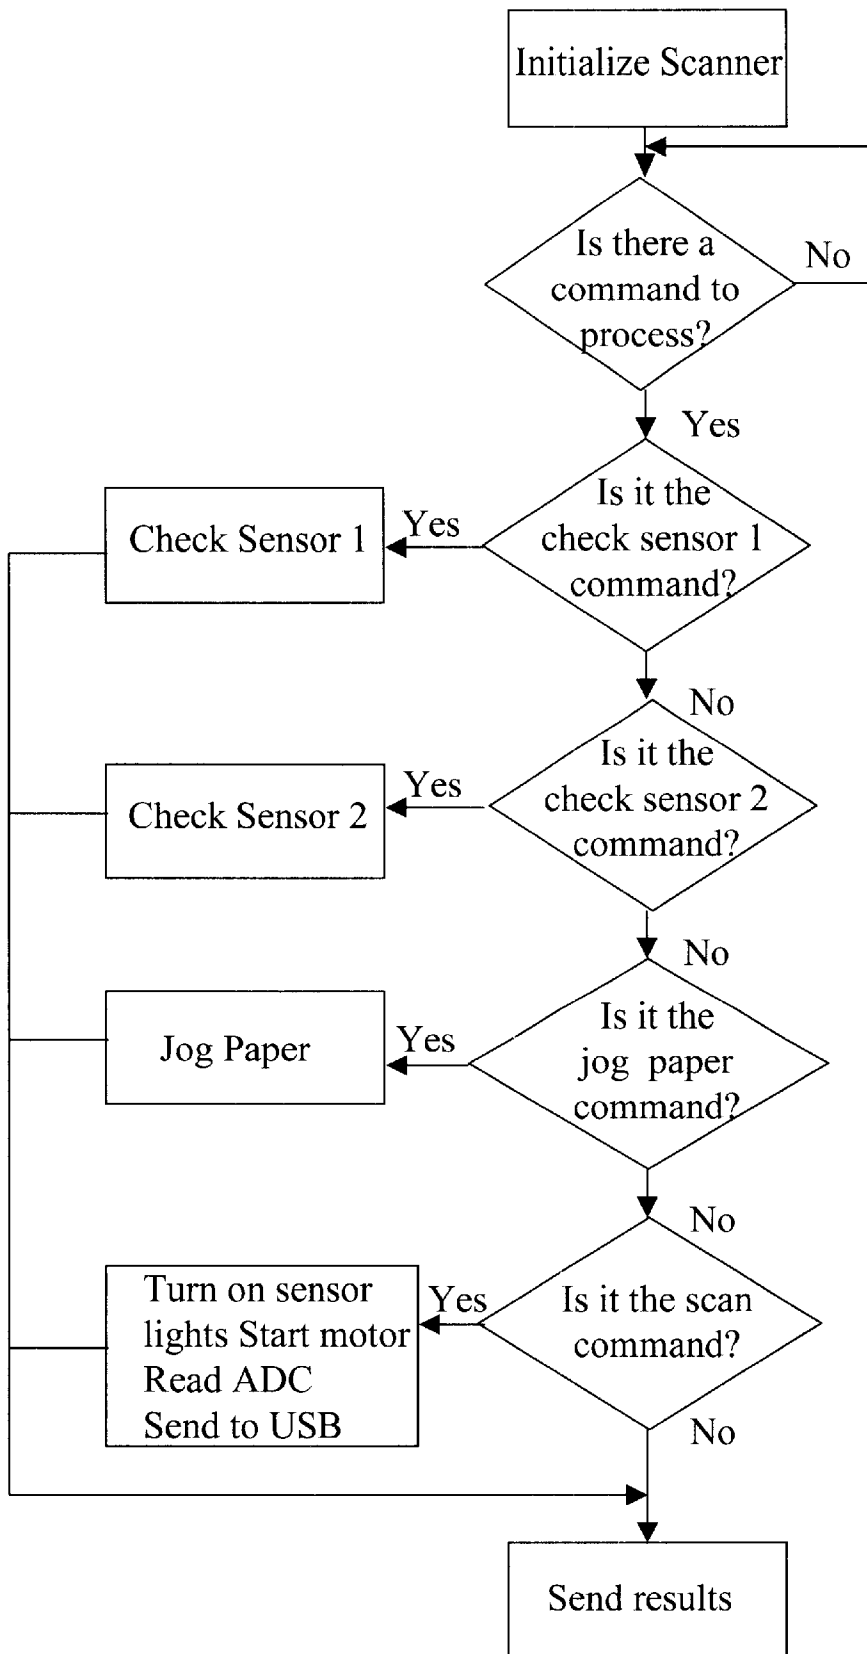 Initialize Scanner
Is there a
command to
process?
No
Yes
Is it the
check sensor 1
command?
Yes
Check Sensor 1
No
Is it the
check sensor 2
command?
Yes
Check Sensor 2
No
Is it the
jog paper
command?
Yes
Jog Paper
No
Is it the scan
command?
Yes
Turn on sensor
lights Start motor
Read ADC
Send to USB
No
Send results